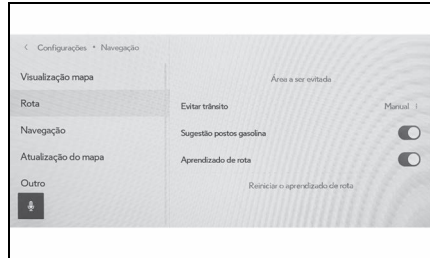 Configurações • Navegação
Visualização mapa
Área a ser evitada
Rota
Evitar trânsito
Manual
Navegação
Sugestão postos gasolina
Atualização do mapa
Aprendizado de rota
Outro
Reiniciar o aprendizado de rota